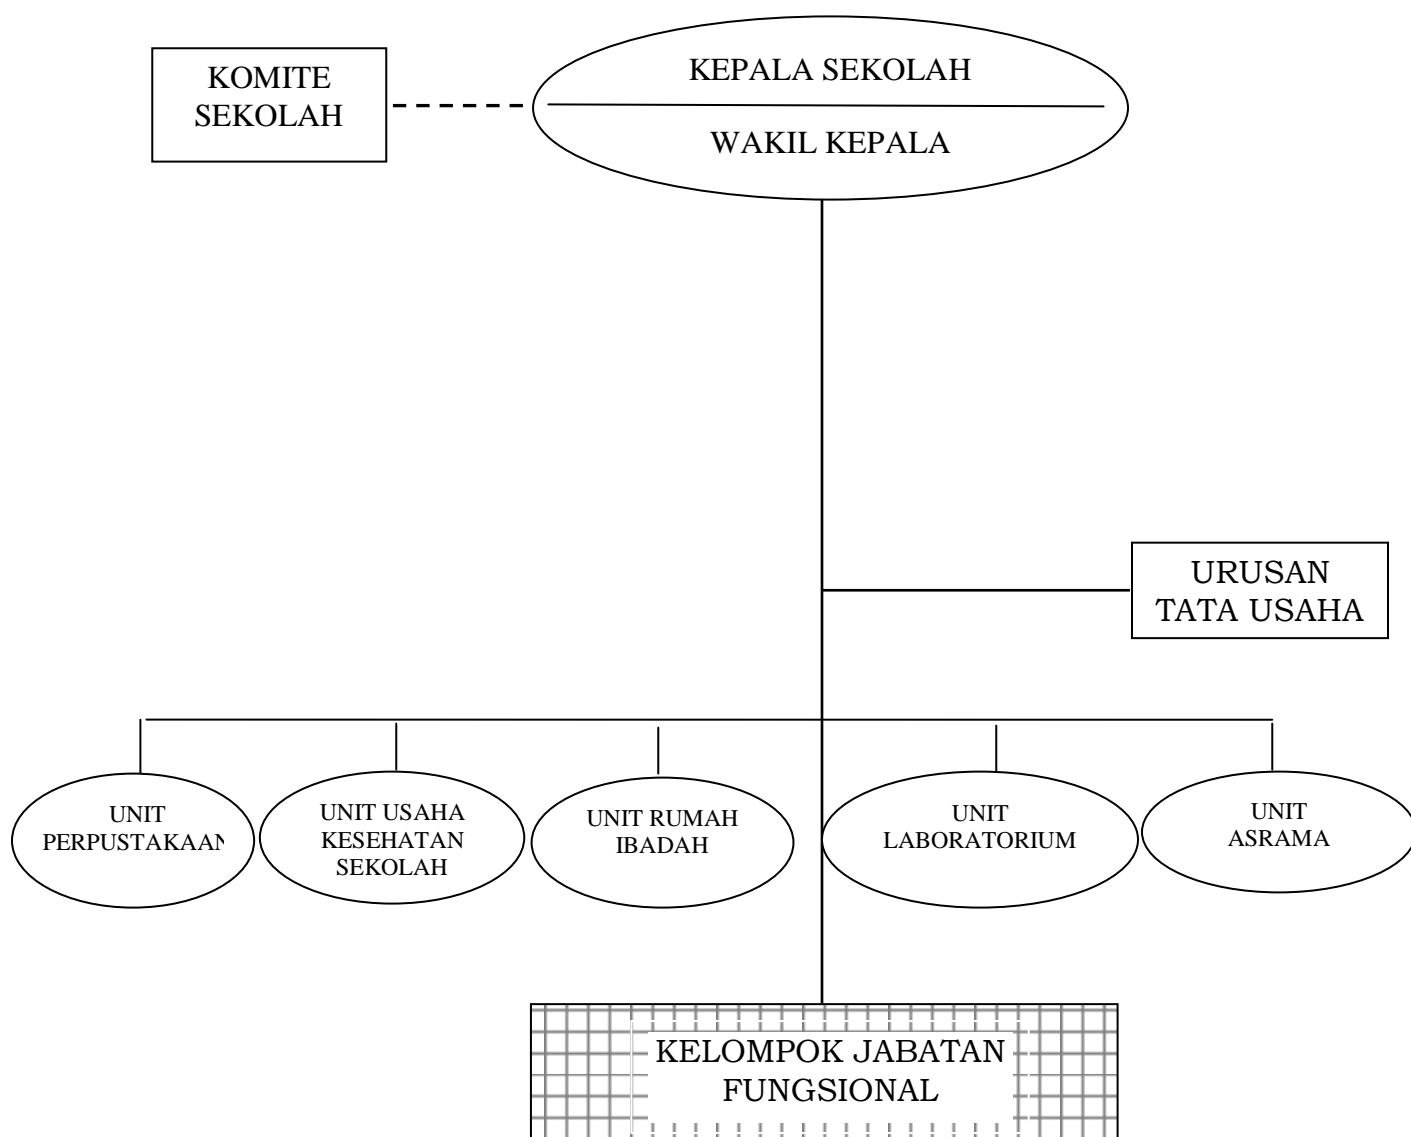 KOMITE
SEKOLAH
KEPALA SEKOLAH
WAKIL KEPALA
URUSAN
TATA USAHA
UNIT
PERPUSTAKAAN
UNIT USAHA
KESEHATAN
SEKOLAH
UNIT RUMAH
IBADAH
UNIT
LABORATORIUM
UNIT
ASRAMA
KELOMPOK JABATAN
FUNGSIONAL